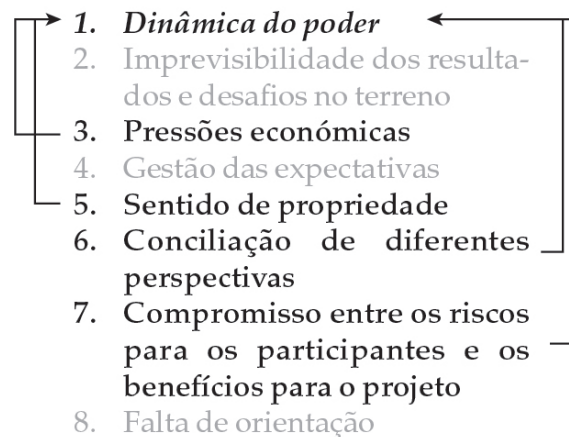 1. Dinâmica do poder
2. Imprevisibilidade dos resulta-
dos e desafios no terreno
3. Pressões económicas
4. Gestão das expectativas
5. Sentido de propriedade
6. Conciliação de diferentes
perspectivas
7. Compromisso entre os riscos
para os participantes e os
benefícios para o projeto
8. Falta de orientação